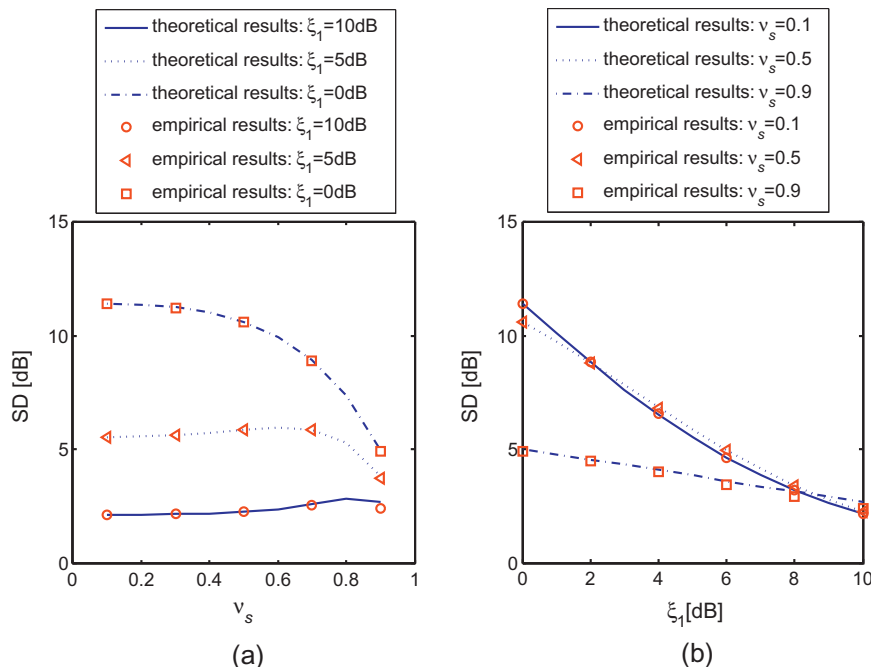 theoretical results: ξ₁=10dB
theoretical results: ξ₁=5dB
theoretical results: ξ₁=0dB
empirical results: ξ₁=10dB
empirical results: ξ₁=5dB
empirical results: ξ₁=0dB
15
10
5
0
SD [dB]
0
0.2
0.4
0.6
0.8
1
νₛ
(a)
theoretical results: νₛ=0.1
theoretical results: νₛ=0.5
theoretical results: νₛ=0.9
empirical results: νₛ=0.1
empirical results: νₛ=0.5
empirical results: νₛ=0.9
15
10
5
0
SD [dB]
0
2
4
6
8
10
ξ₁[dB]
(b)